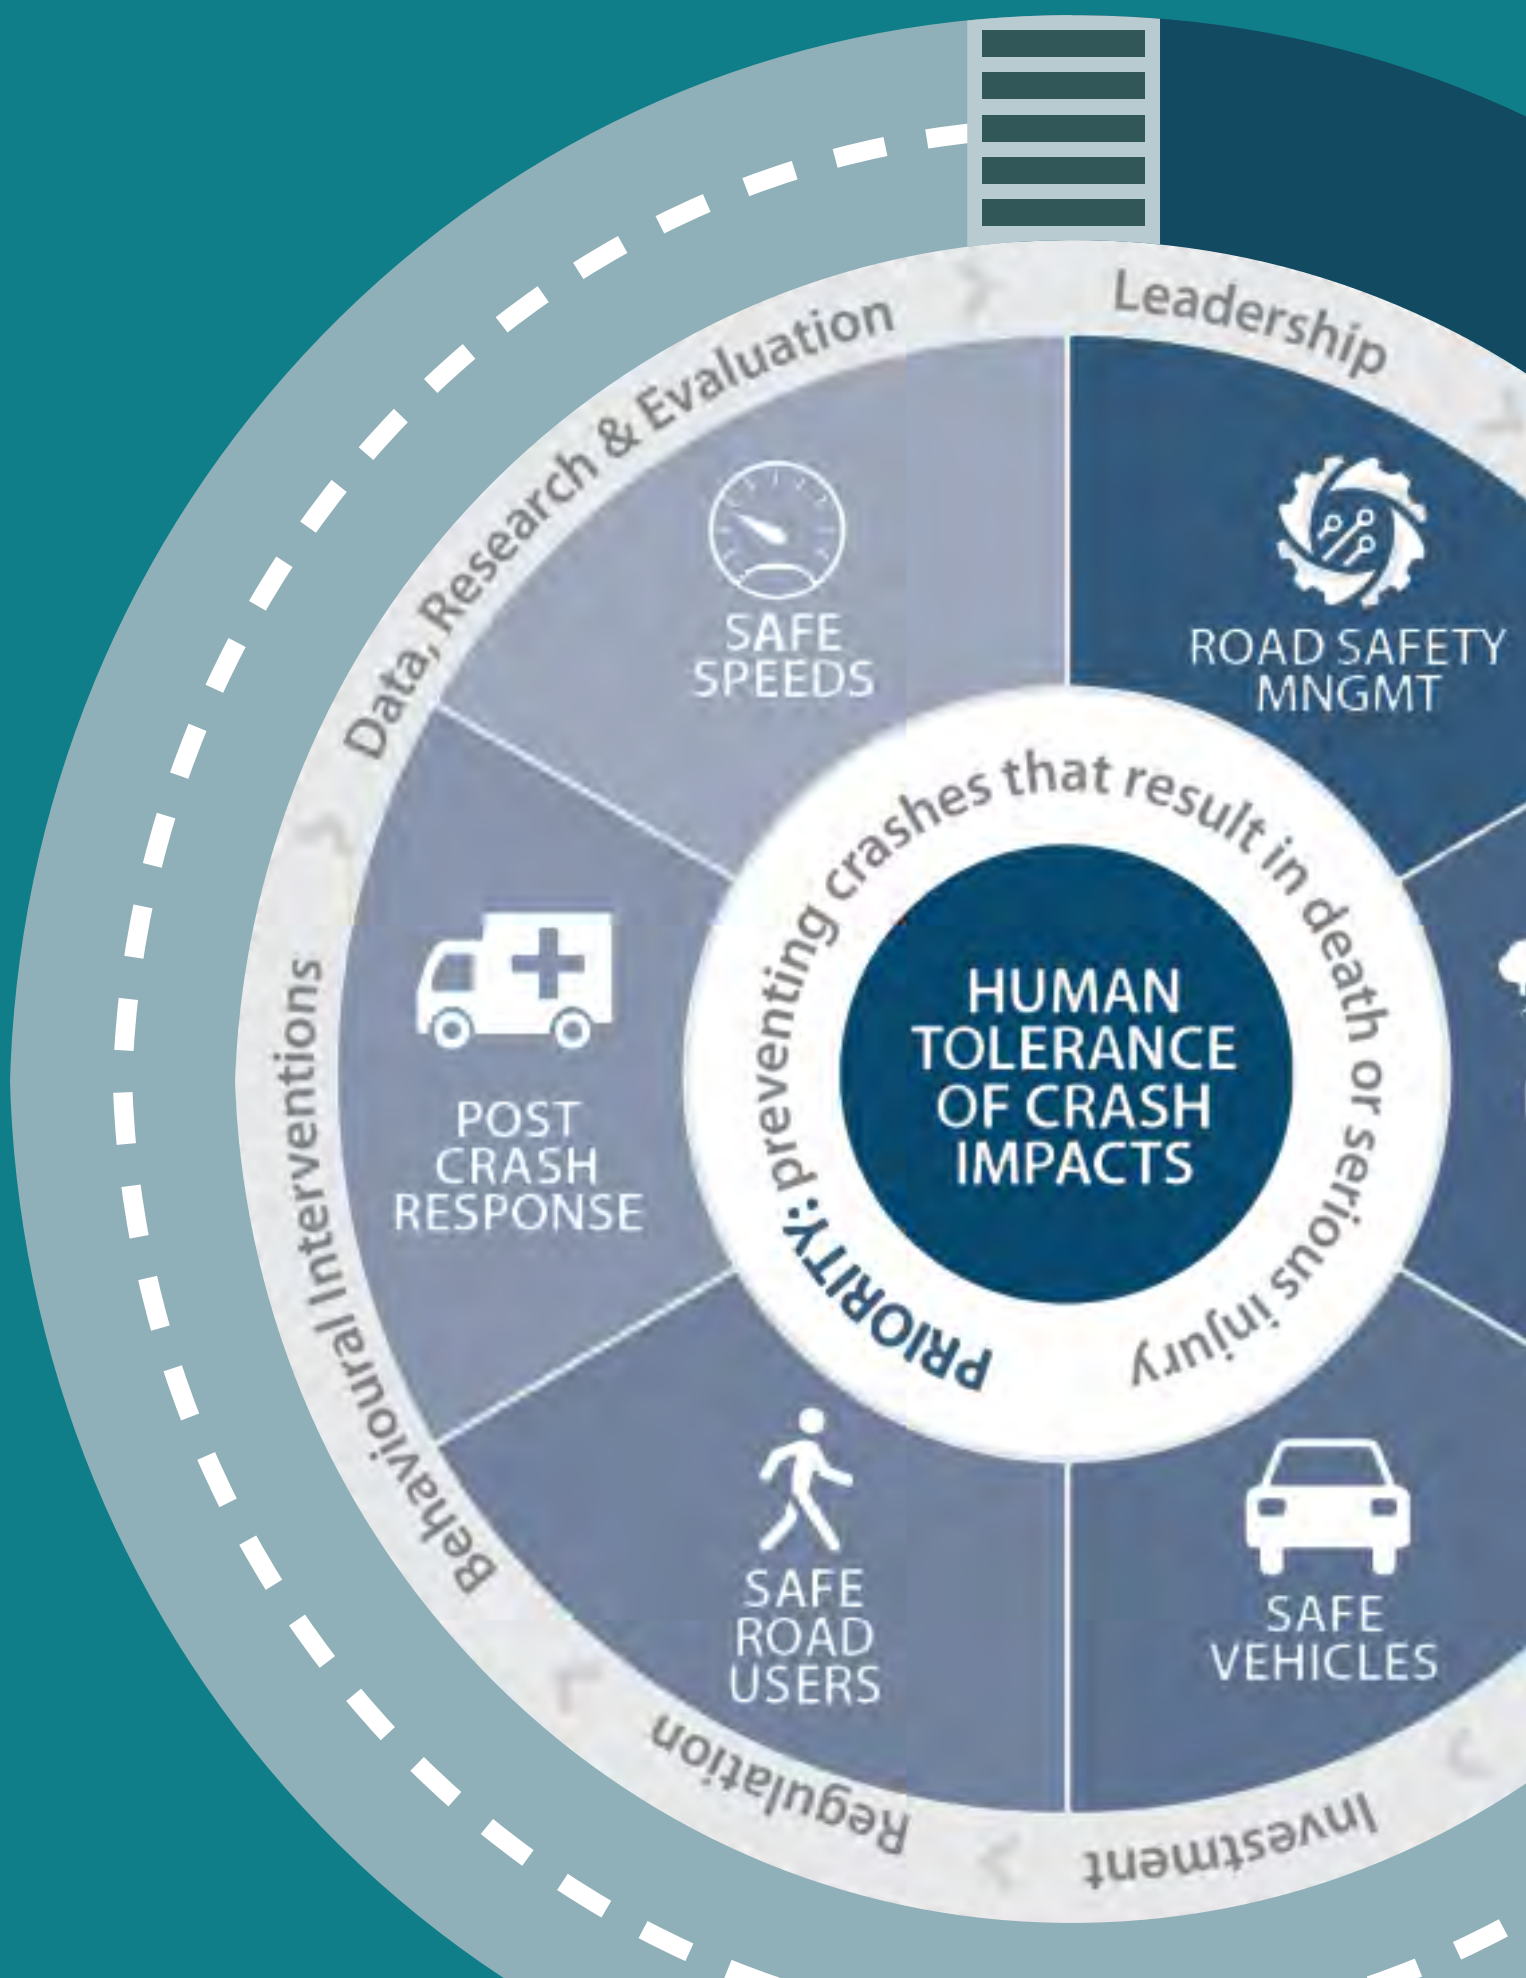 Leadership
Data, Research & Evaluation
Behavioural Interventions
Regulation
Investment
SAFE
SPEEDS
ROAD SAFETY
MNGMT
POST
CRASH
RESPONSE
SAFE
ROAD
USERS
SAFE
VEHICLES
PRIORITY: preventing crashes that result in death or serious injury
HUMAN
TOLERANCE
OF CRASH
IMPACTS